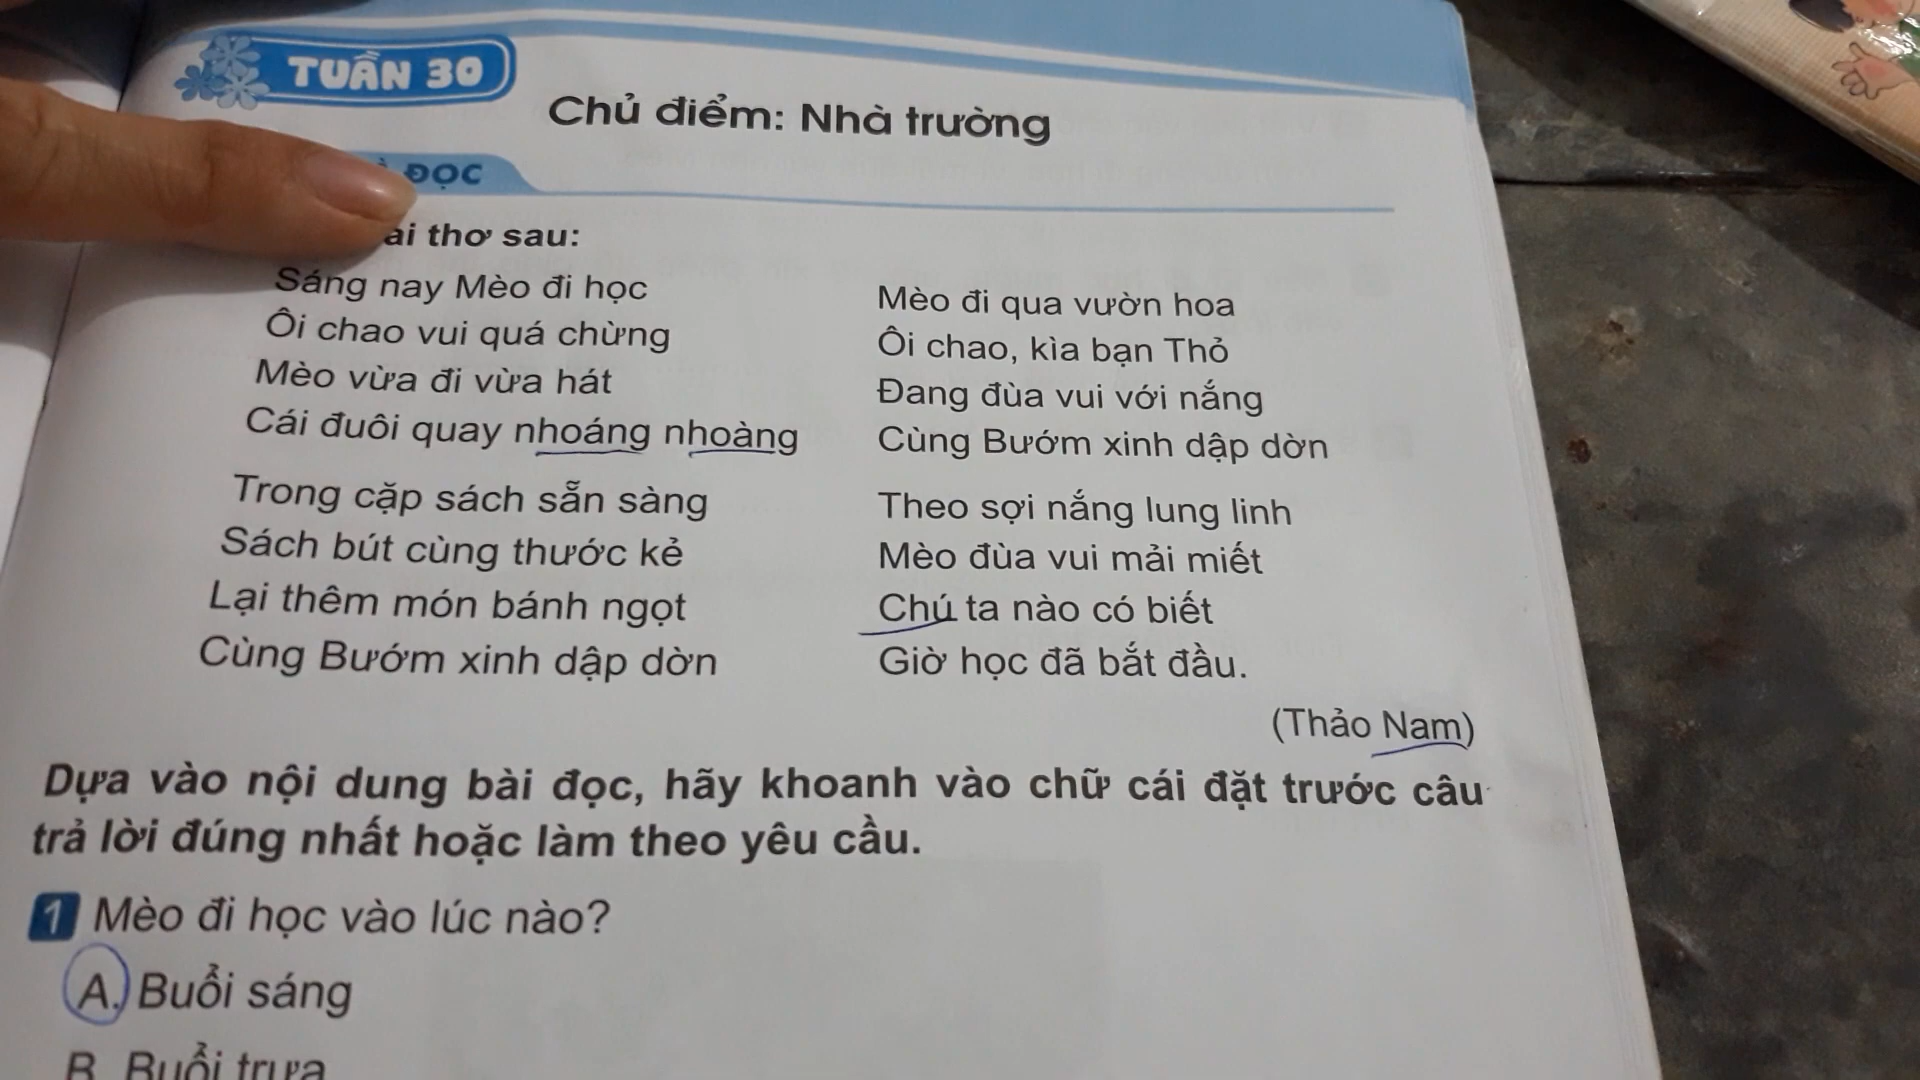 TUẦN 30
Chủ điểm: Nhà trường
ĐỌC
thơ sau:
Sáng nay Mèo đi học
Ôi chao vui quá chừng
Mèo vừa đi vừa hát
Cái đuôi quay nhoáng nhoàng
Trong cặp sách sẵn sàng
Sách bút cùng thước kẻ
Lại thêm món bánh ngọt
Cùng Bướm xinh dập dờn
Mèo đi qua vườn hoa
Ôi chao, kìa bạn Thỏ
Đang đùa vui với nắng
Cùng Bướm xinh dập dờn
Theo sợi nắng lung linh
Mèo đùa vui mải miết
Chú ta nào có biết
Giờ học đã bắt đầu.
(Thảo Nam)
Dựa vào nội dung bài đọc, hãy khoanh vào chữ cái đặt trước câu
trả lời đúng nhất hoặc làm theo yêu cầu.
1 Mèo đi học vào lúc nào?
A. Buổi sáng
B. Buổi trưa